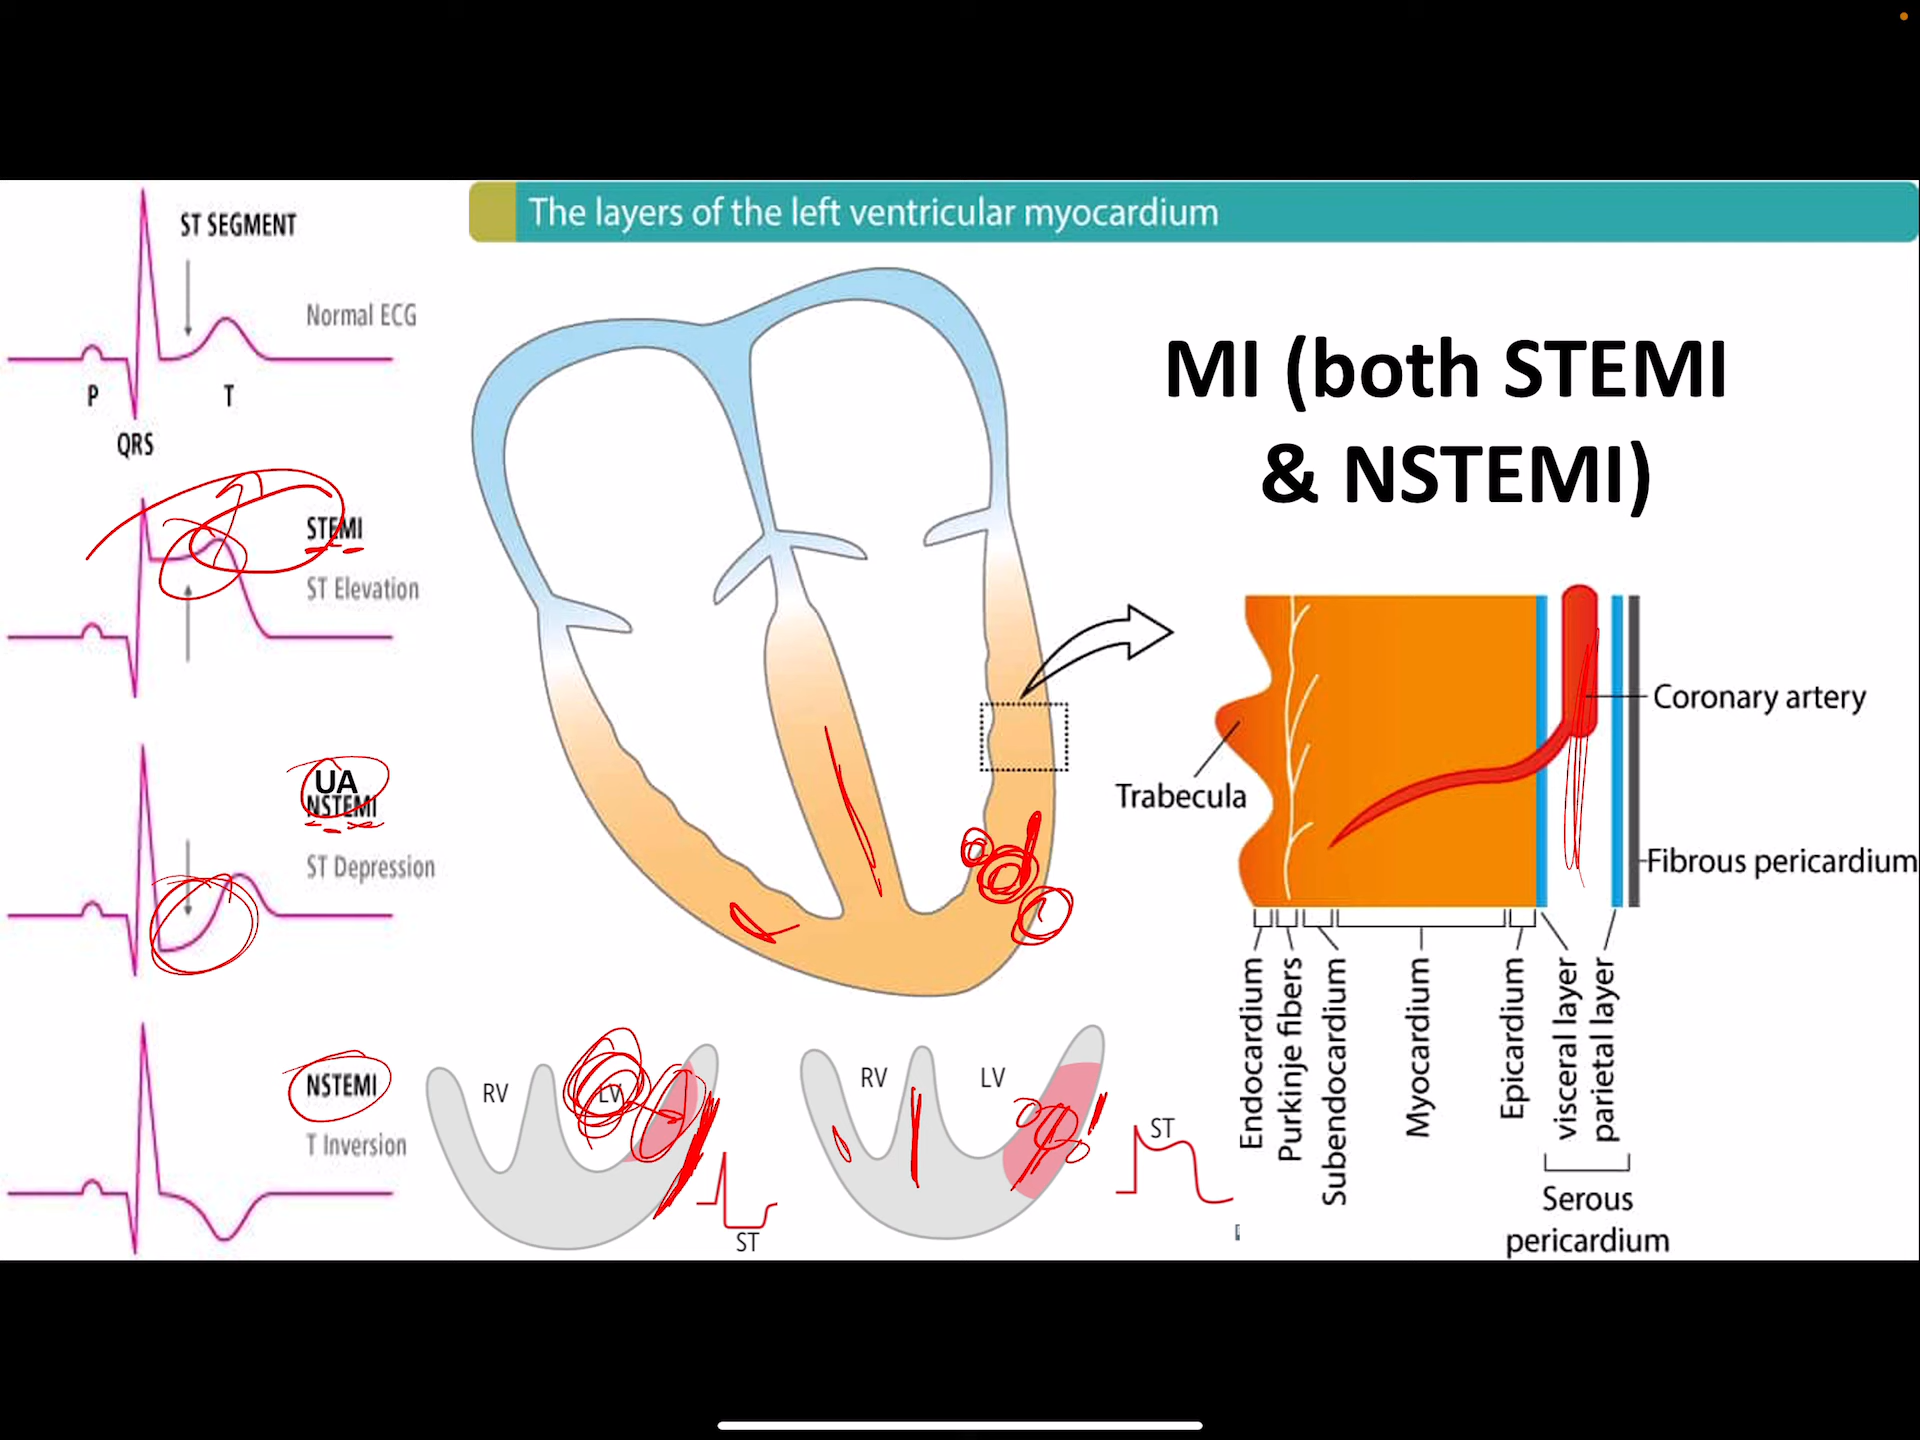 The layers of the left ventricular myocardium
ST SEGMENT
Normal ECG
P
T
QRS
STEMI
ST Elevation
UA
NSTEMI
ST Depression
NSTEMI
T Inversion
MI (both STEMI
& NSTEMI)
Coronary artery
Trabecula
Fibrous pericardium
Endocardium
Purkinje fibers
Subendocardium
Myocardium
Epicardium
visceral layer
parietal layer
Serous
pericardium
RV
LV
ST
RV
LV
ST